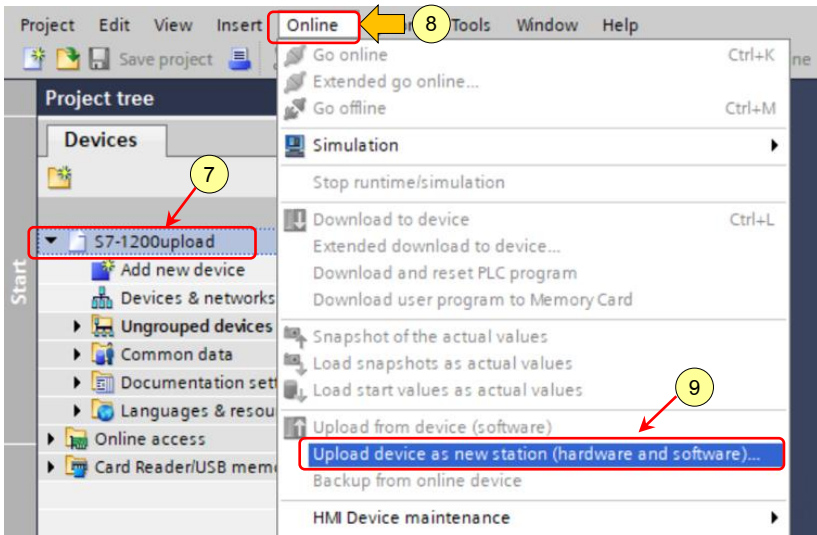 Project Edit View Insert Online Tools Window Help
8
Save project
Project tree
Devices
7
S7-1200upload
Add new device
Devices & networks
Ungrouped devices
Common data
Documentation sett
Languages & resou
Online access
Card Reader/USB mem
Start
Go online Ctrl+K
Extended go online...
Go offline Ctrl+M
Simulation
Stop runtime/simulation
Download to device Ctrl+L
Extended download to device...
Download and reset PLC program
Download user program to Memory Card
Snapshot of the actual values
Load snapshots as actual values
Load start values as actual values
9
Upload from device (software)
Upload device as new station (hardware and software)...
Backup from online device
HMI Device maintenance